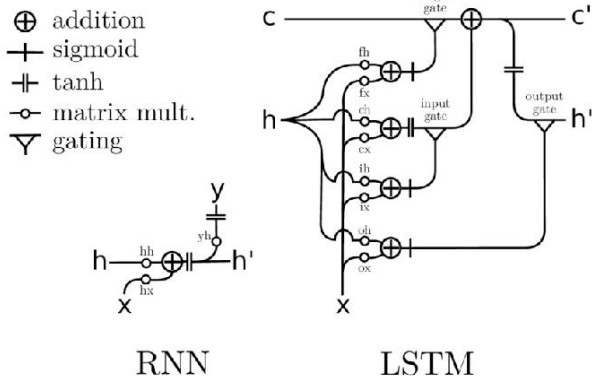 addition
sigmoid
tanh
matrix mult.
gating
y
yh
h
hh
h'
hx
x
RNN
gate
c
c'
fh
fx
h
ch
input
gate
output
gate
h'
cx
ih
ix
oh
ox
x
LSTM